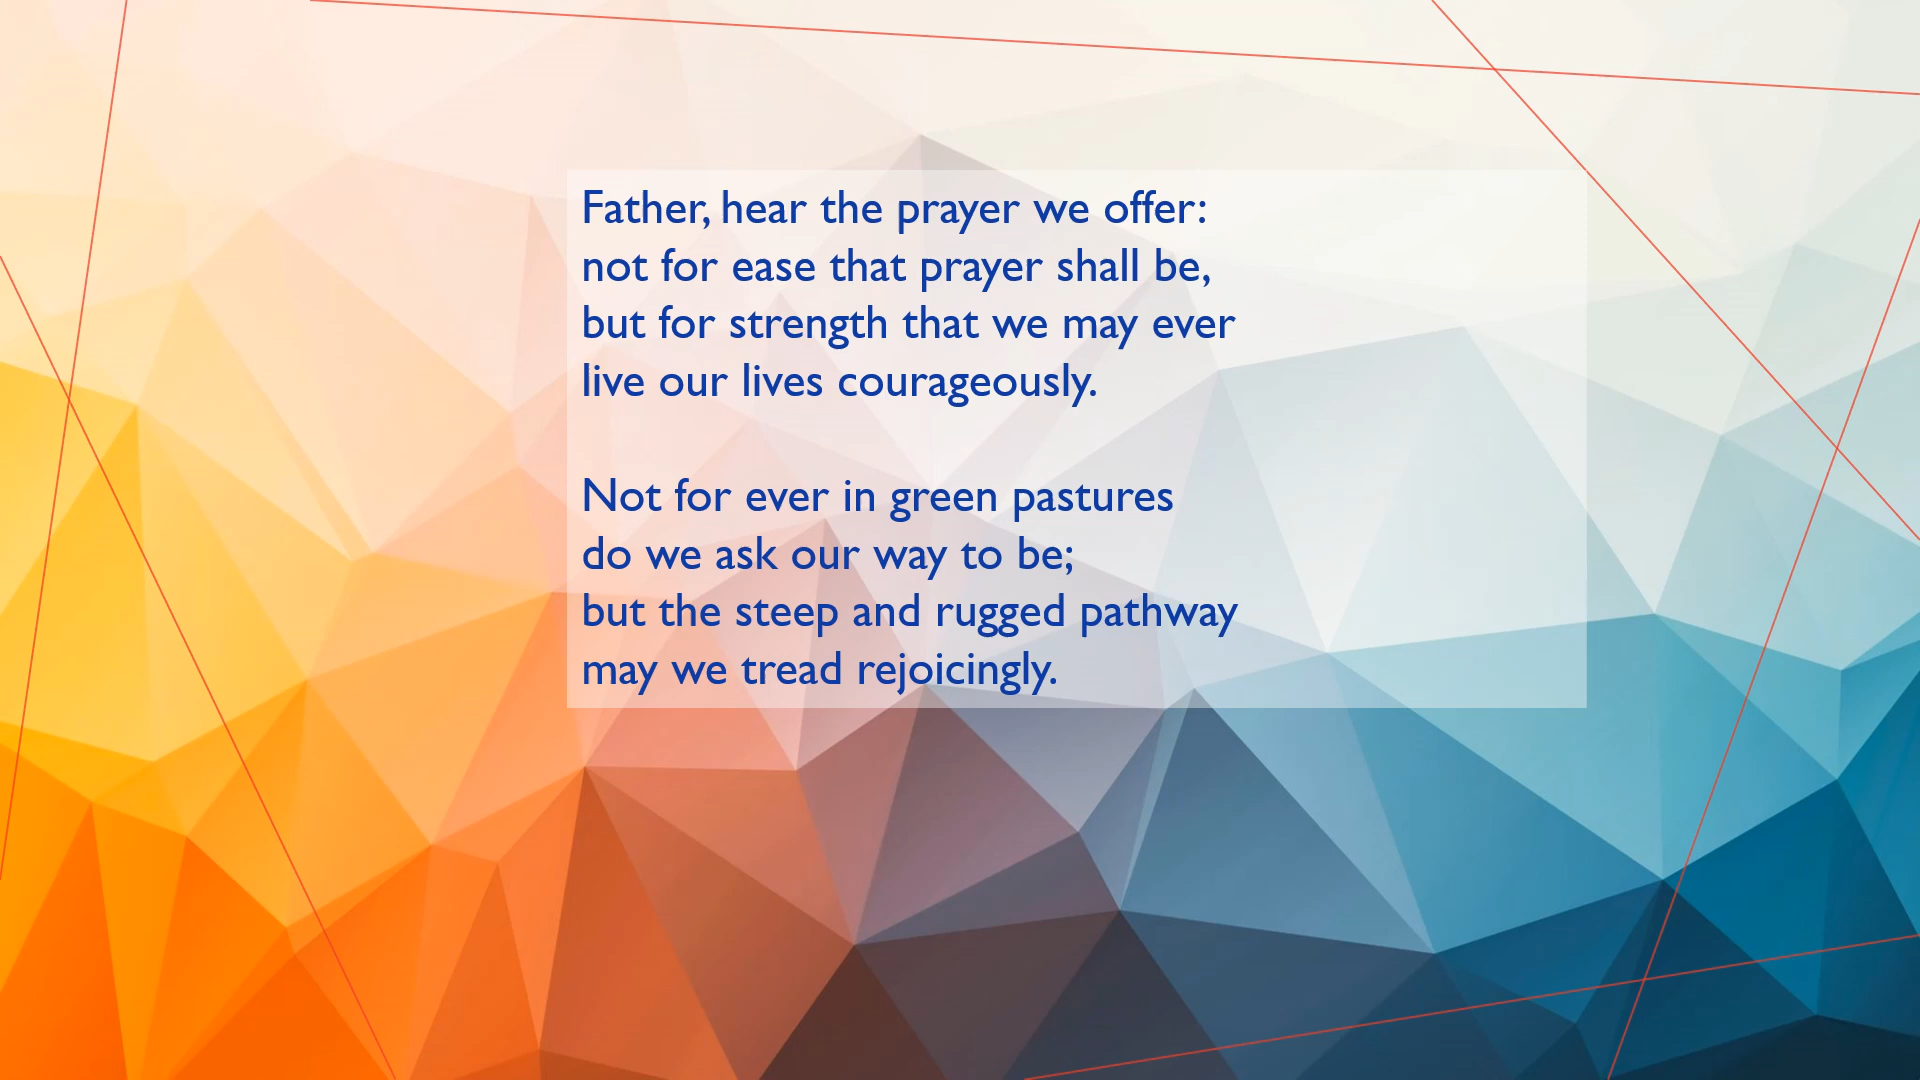 Father, hear the prayer we offer:
not for ease that prayer shall be,
but for strength that we may ever
live our lives courageously.

Not for ever in green pastures
do we ask our way to be;
but the steep and rugged pathway
may we tread rejoicingly.